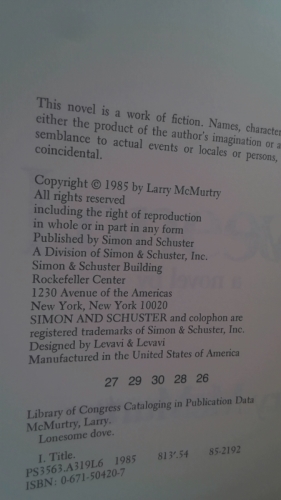 This novel is a work of fiction. Names, character
either the product of the author's imagination or a
semblance to actual events or locales or persons,
coincidental.
Copyright © 1985 by Larry McMurtry
All rights reserved
including the right of reproduction
in whole or in part in any form
Published by Simon and Schuster
A Division of Simon & Schuster, Inc.
Simon & Schuster Building
Rockefeller Center
1230 Avenue of the Americas
New York, New York 10020
SIMON AND SCHUSTER and colophon are
registered trademarks of Simon & Schuster, Inc.
Designed by Levavi & Levavi
Manufactured in the United States of America
27 29 30 28 26
Library of Congress Cataloging in Publication Data
McMurtry, Larry.
Lonesome dove.
I. Title.
PS3563.A319L6 1985 813'.54 85-2192
ISBN: 0-671-50420-7